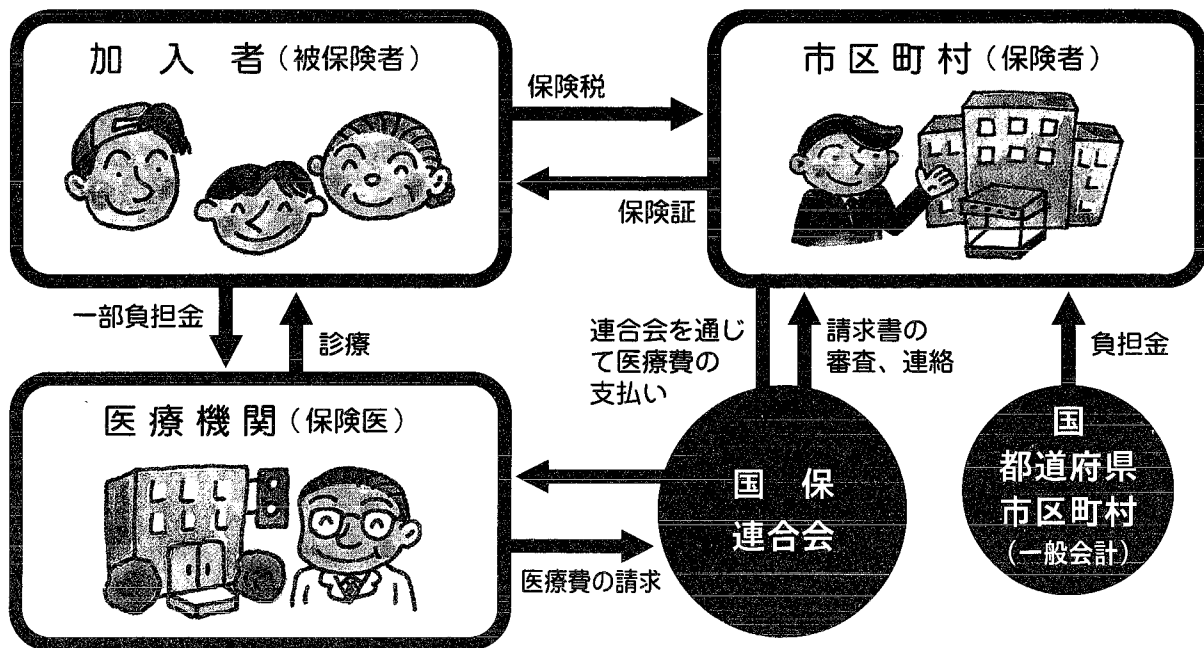 加入者（被保険者）
保険税
保険証
市区町村（保険者）
一部負担金
診療
連合会を通じ
て医療費の
支払い
請求書の
審査、連絡
負担金
医療機関（保険医）
医療費の請求
国保
連合会
国
都道府県
市区町村
（一般会計）